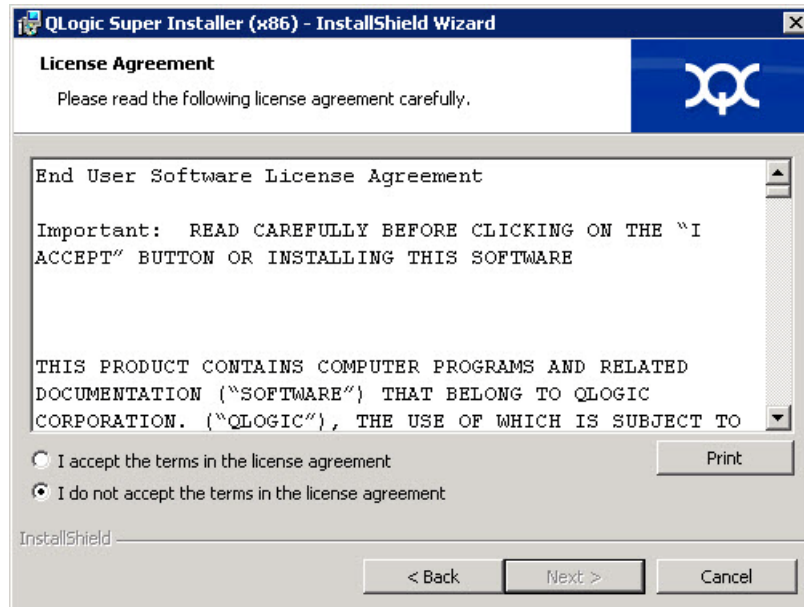 QLogic Super Installer (x86) - InstallShield Wizard
License Agreement
Please read the following license agreement carefully.
End User Software License Agreement
Important:  READ CAREFULLY BEFORE CLICKING ON THE “I
ACCEPT” BUTTON OR INSTALLING THIS SOFTWARE
THIS PRODUCT CONTAINS COMPUTER PROGRAMS AND RELATED
DOCUMENTATION (“SOFTWARE”) THAT BELONG TO QLOGIC
CORPORATION. (“QLOGIC”), THE USE OF WHICH IS SUBJECT TO
I accept the terms in the license agreement
Print
I do not accept the terms in the license agreement
InstallShield
< Back
Next >
Cancel